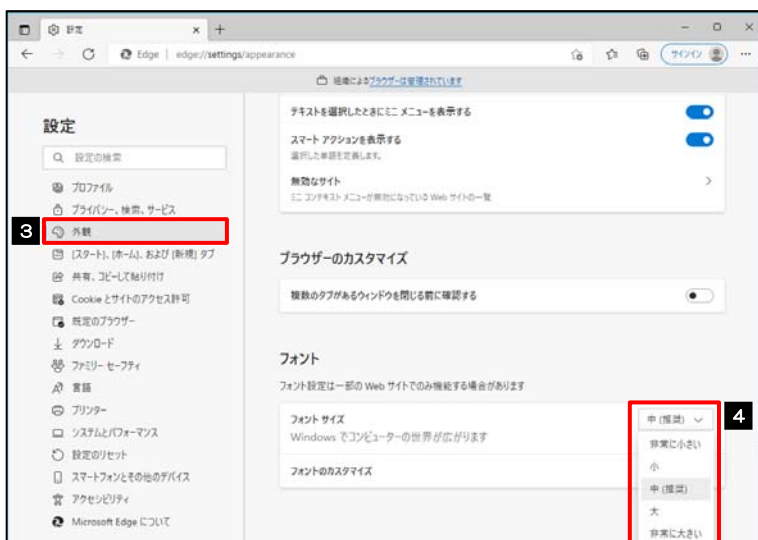 設定
Edge | edge://settings/appearance
サインイン
組織によるブラウザーは管理されています
設定
設定の検索
プロファイル
プライバシー、検索、サービス
3
外観
[スタート]、[ホーム]、および [新規] タブ
共有、コピーして貼り付け
Cookie とサイトのアクセス許可
既定のブラウザー
ダウンロード
ファミリー セーフティ
言語
プリンター
システムとパフォーマンス
設定のリセット
スマートフォンとその他のデバイス
アクセシビリティ
Microsoft Edge について
テキストを選択したときにミニ メニューを表示する
スマート アクションを表示する
選択した単語を定義します。
無効なサイト
ミニ コンテキスト メニューが無効になっている Web サイトの一覧
ブラウザーのカスタマイズ
複数のタブがあるウィンドウを閉じる前に確認する
フォント
フォント設定は一部の Web サイトでのみ機能する場合があります
フォント サイズ
Windows でコンピューターの世界が広がります
フォントのカスタマイズ
中 (推奨)
4
非常に小さい
小
中 (推奨)
大
非常に大きい